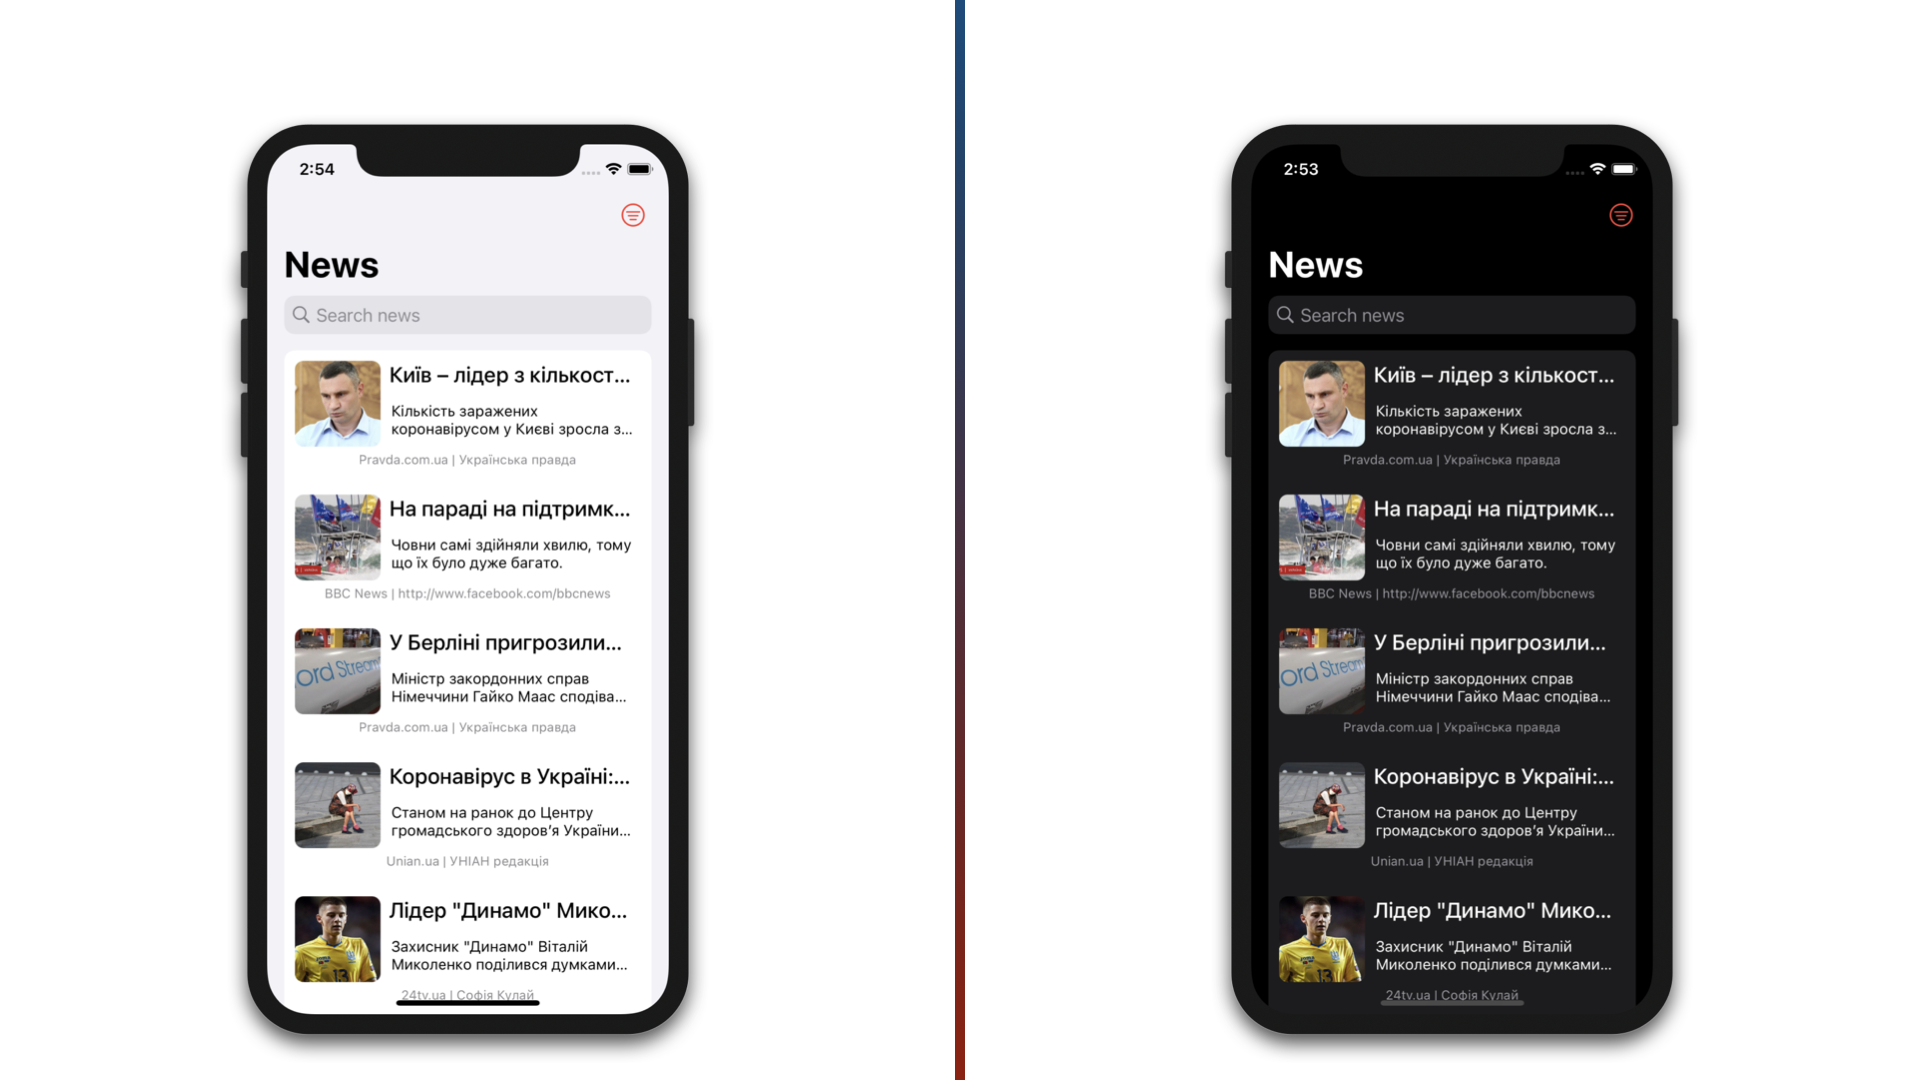 2:54
News
Search news
Київ – лідер з кількост...
Кількість заражених
коронавірусом у Києві зросла з...
Pravda.com.ua | Українська правда
На параді на підтримк...
Човни самі здійняли хвилю, тому
що їх було дуже багато.
BBC News | http://www.facebook.com/bbcnews
ord Stream
У Берліні пригрозили...
Міністр закордонних справ
Німеччини Гайко Маас сподіва...
Pravda.com.ua | Українська правда
Коронавірус в Україні:...
Станом на ранок до Центру
громадського здоров’я України...
Unian.ua | УНІАН редакція
13
Лідер "Динамо" Мико...
Захисник "Динамо" Віталій
Миколенко поділився думками...
24tv.ua | Софія Кулай
2:53
News
Search news
Київ – лідер з кількост...
Кількість заражених
коронавірусом у Києві зросла з...
Pravda.com.ua | Українська правда
На параді на підтримк...
Човни самі здійняли хвилю, тому
що їх було дуже багато.
BBC News | http://www.facebook.com/bbcnews
ord Stream
У Берліні пригрозили...
Міністр закордонних справ
Німеччини Гайко Маас сподіва...
Pravda.com.ua | Українська правда
Коронавірус в Україні:...
Станом на ранок до Центру
громадського здоров’я України...
Unian.ua | УНІАН редакція
13
Лідер "Динамо" Мико...
Захисник "Динамо" Віталій
Миколенко поділився думками...
24tv.ua | Софія Кулай